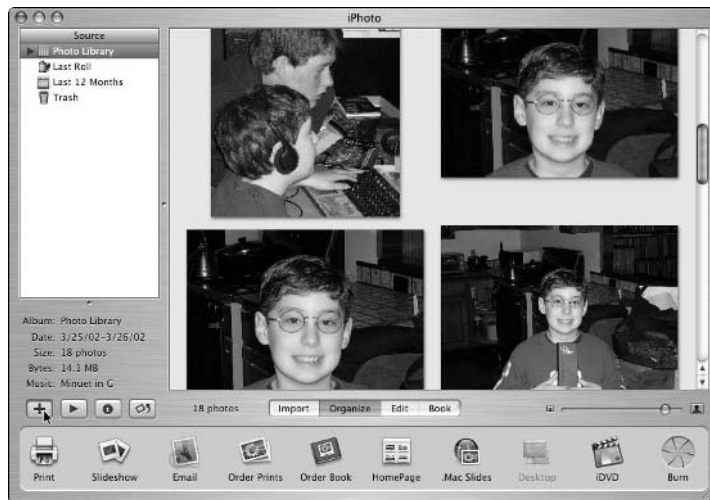 iPhoto
Source
Photo Library
Last Roll
Last 12 Months
Trash
Album: Photo Library
Date: 3/25/02–3/26/02
Size: 18 photos
Bytes: 14.1 MB
Music: Minuet in G
18 photos
Import
Organize
Edit
Book
Print
Slideshow
Email
Order Prints
Order Book
HomePage
.Mac Slides
Desktop
iDVD
Burn